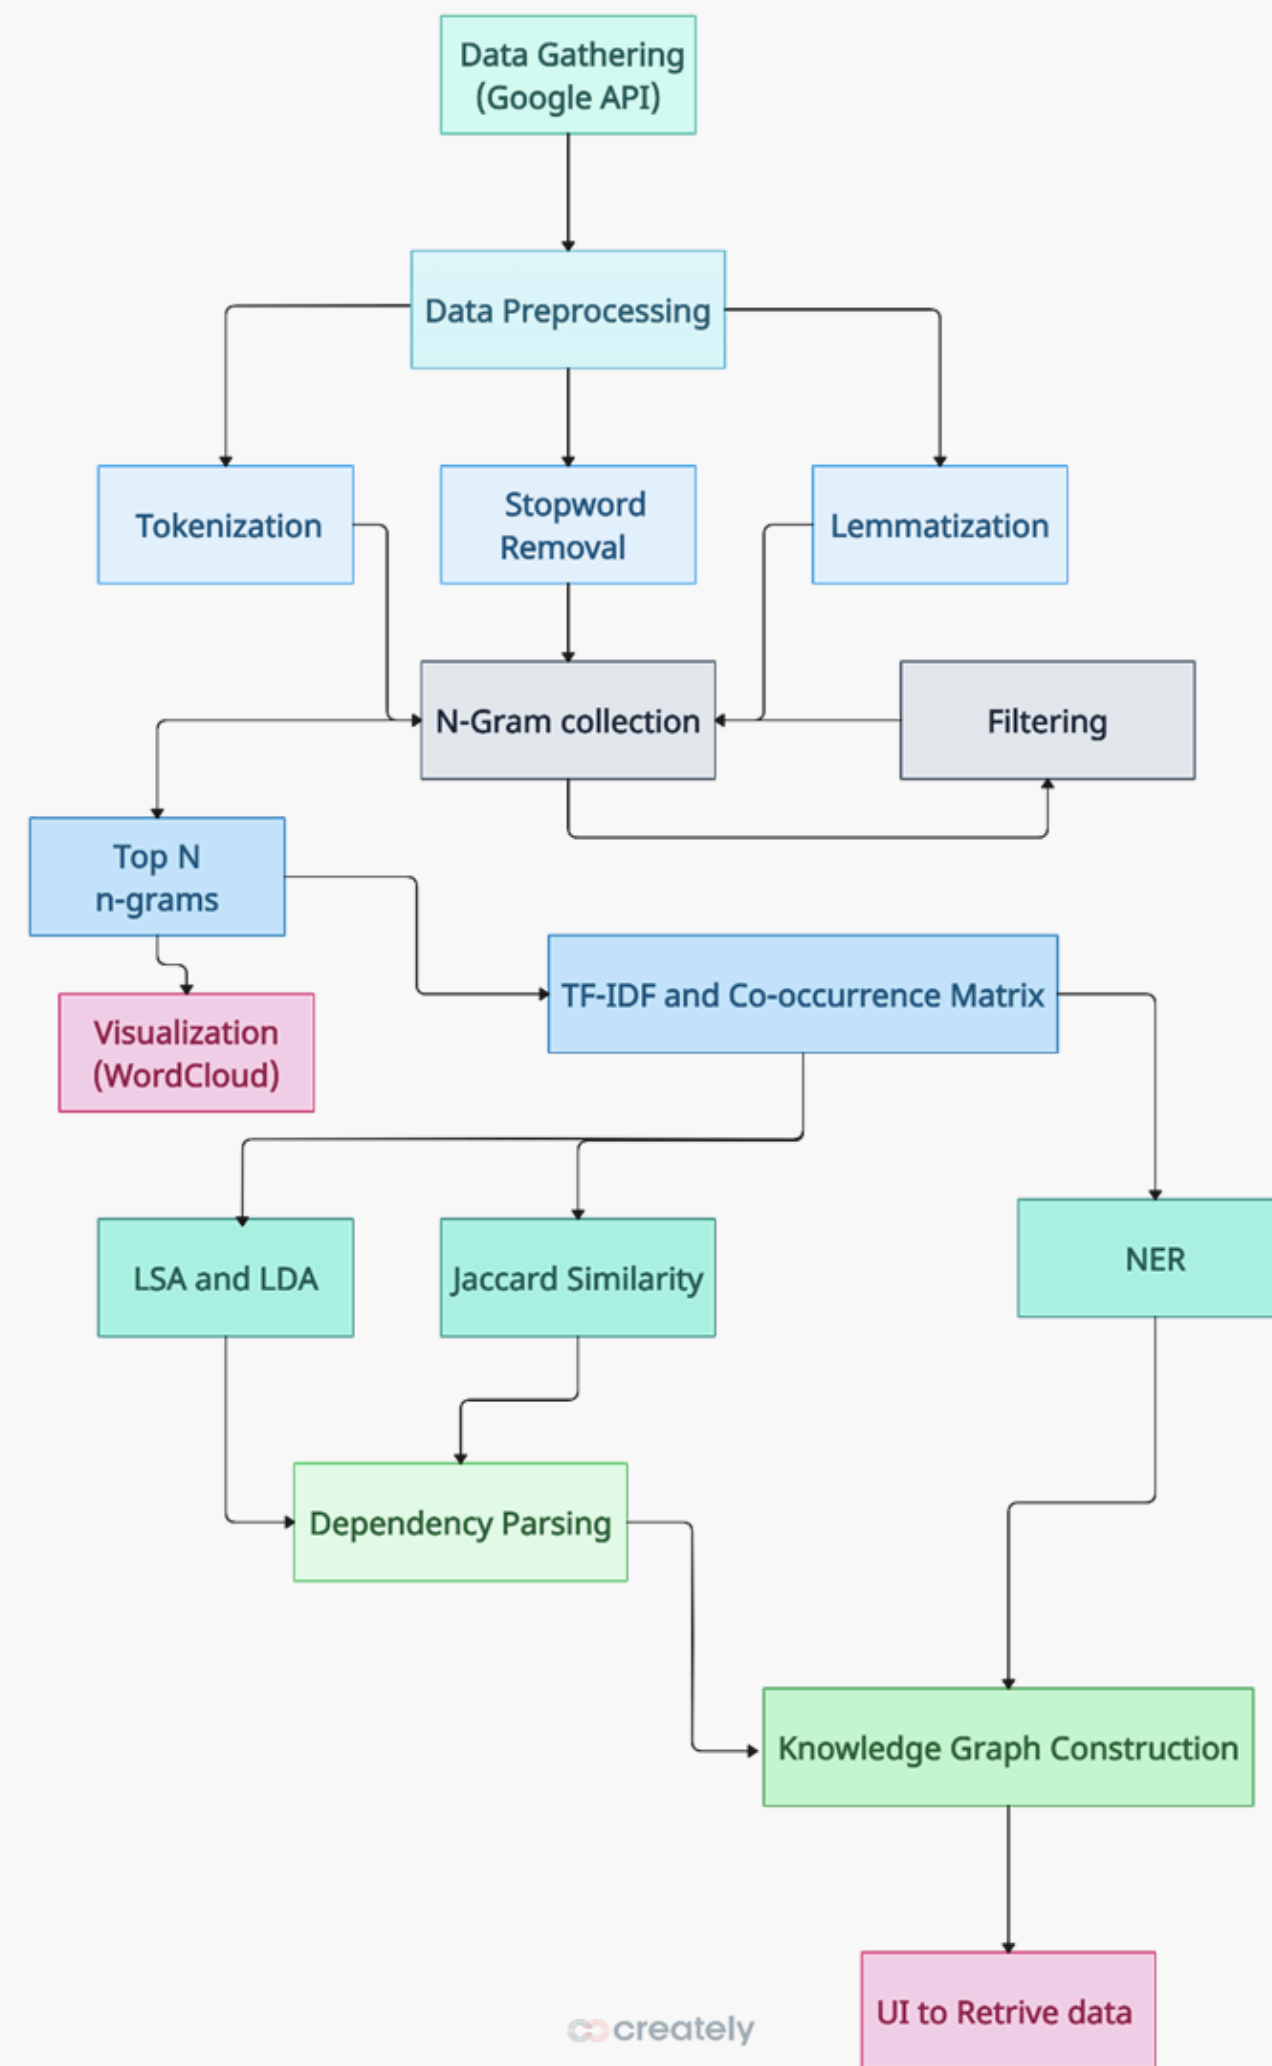 Data Gathering
(Google API)
Data Preprocessing
Tokenization
Stopword
Removal
Lemmatization
N-Gram collection
Filtering
Top N
n-grams
TF-IDF and Co-occurrence Matrix
Visualization
(WordCloud)
LSA and LDA
Jaccard Similarity
NER
Dependency Parsing
Knowledge Graph Construction
UI to Retrive data
creately